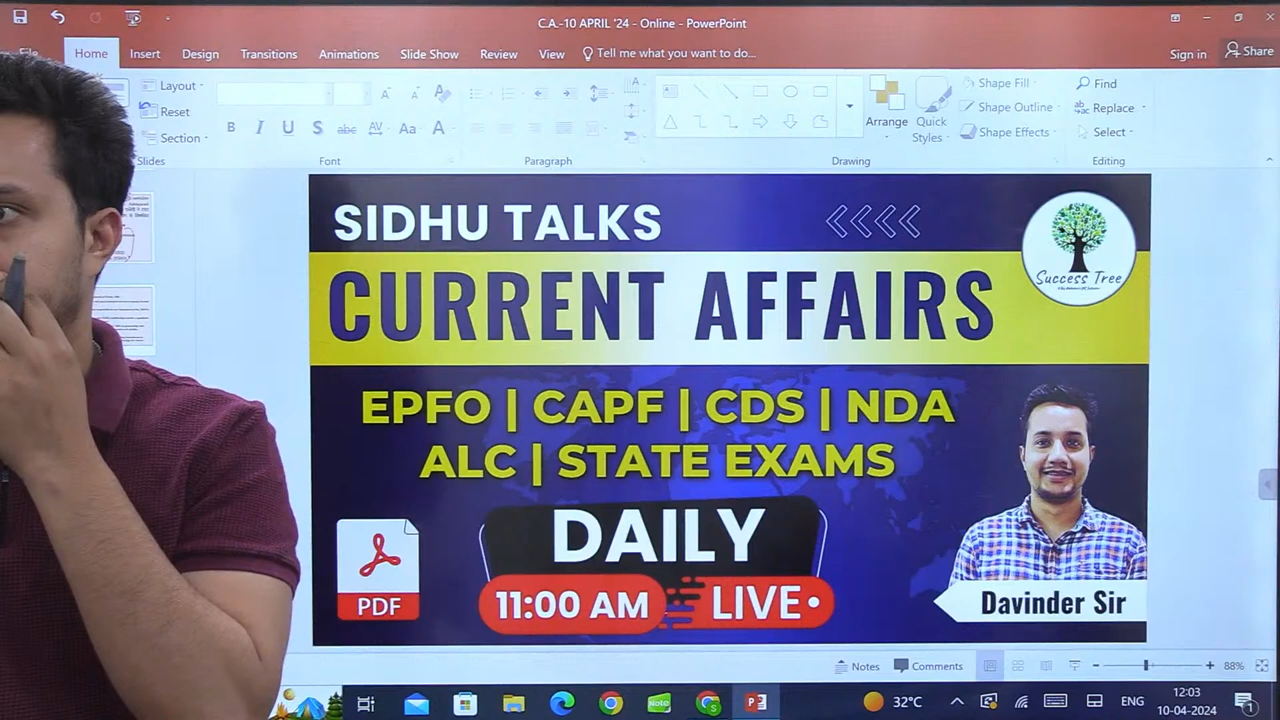 C.A.-10 APRIL '24 - Online - PowerPoint
File Home Insert Design Transitions Animations Slide Show Review View Tell me what you want to do... Sign in Share
Layout
Reset
Section
Slides
B I U S abc AV Aa A
Font
Paragraph
Arrange
Quick Styles
Shape Fill
Shape Outline
Shape Effects
Drawing
Find
Replace
Select
Editing
SIDHU TALKS
Success Tree
CURRENT AFFAIRS
EPFO | CAPF | CDS | NDA
ALC | STATE EXAMS
DAILY
11:00 AM LIVE
PDF
Davinder Sir
Notes Comments 88%
32°C ENG 12:03
10-04-2024